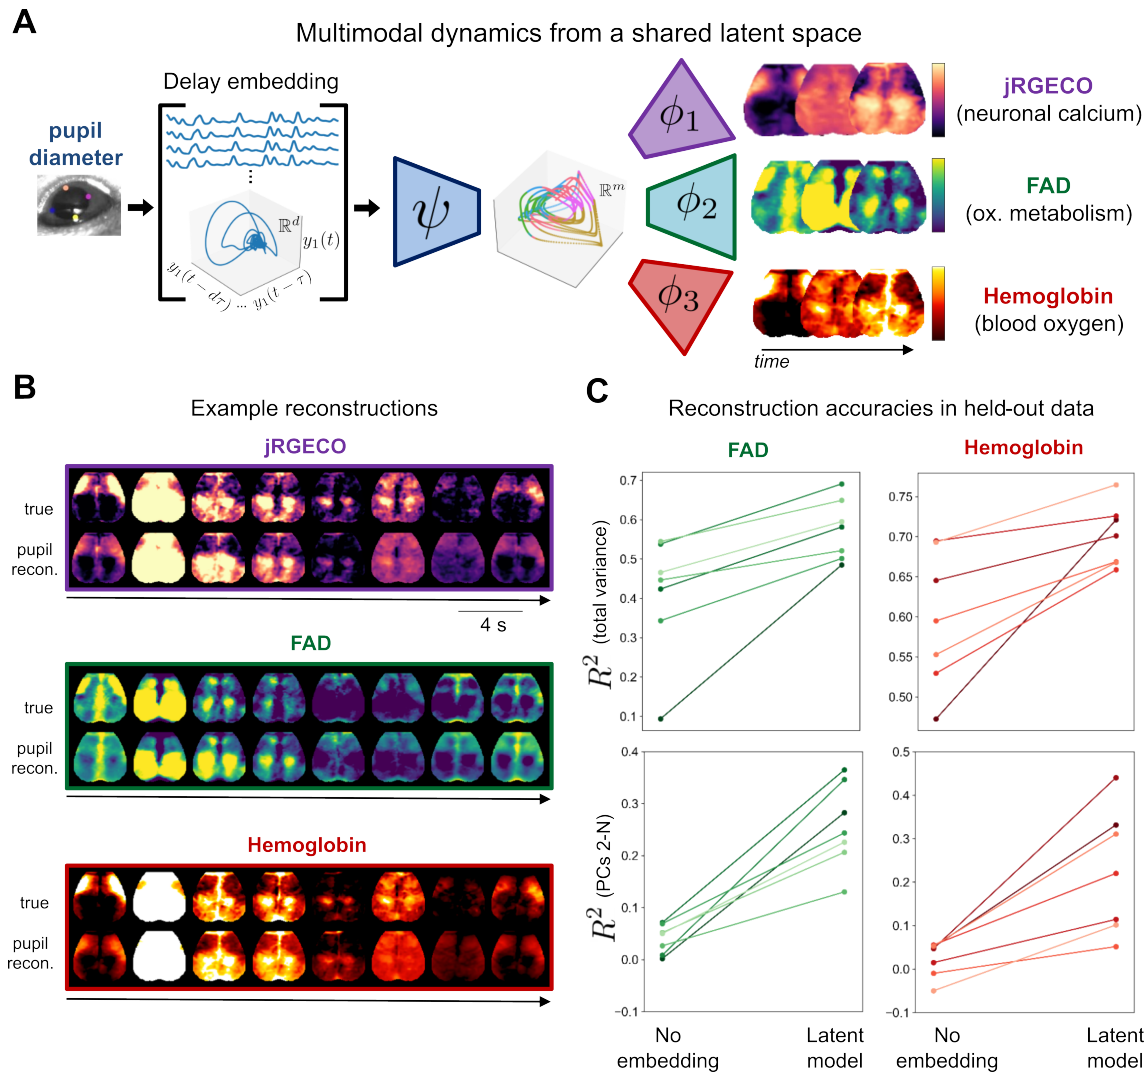 A
Multimodal dynamics from a shared latent space
Delay embedding
pupil
diameter
ℝᵈ
y₁(t)
y₁(t − dτ) ... y₁(t − τ)
ψ
ℝᵐ
ϕ₁
ϕ₂
ϕ₃
jRGECO
(neuronal calcium)
FAD
(ox. metabolism)
Hemoglobin
(blood oxygen)
time
B
Example reconstructions
jRGECO
true
pupil
recon.
4 s
FAD
true
pupil
recon.
Hemoglobin
true
pupil
recon.
C
Reconstruction accuracies in held-out data
FAD
Hemoglobin
R² (total variance)
0.7
0.6
0.5
0.4
0.3
0.2
0.1
0.75
0.70
0.65
0.60
0.55
0.50
R² (PCs 2-N)
0.4
0.3
0.2
0.1
0.0
−0.1
0.5
0.4
0.3
0.2
0.1
0.0
−0.1
No
embedding
Latent
model
No
embedding
Latent
model